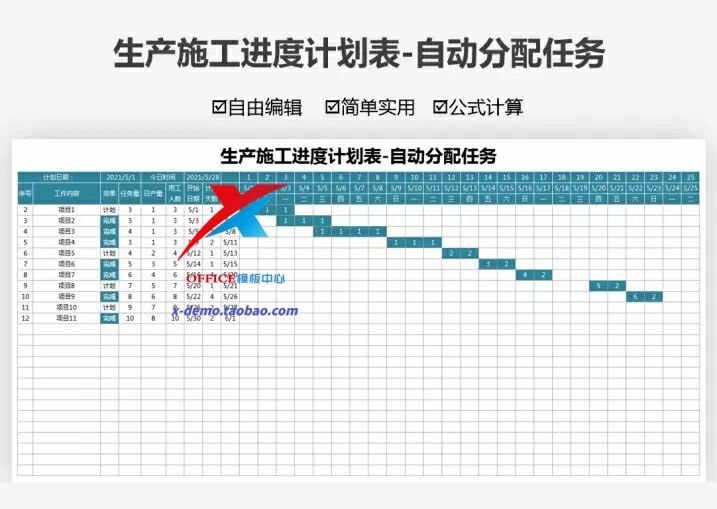 生产施工进度计划表-自动分配任务
☑自由编辑 ☑简单实用 ☑公式计算
生产施工进度计划表-自动分配任务
计划日期： 2021/5/1 今日时间 2021/5/28 1 2 3 4 5 6 7 8 9 10 11 12 13 14 15 16 17 18 19 20 21 22 23 24 25
序号 工作内容 效果 任务量 日产量 用工人数 开始日期 天数 5/3 5/4 5/5 5/6 5/7 5/8 5/9 5/10 5/11 5/12 5/13 5/14 5/15 5/16 5/17 5/18 5/19 5/20 5/21 5/22 5/23 5/24 5/25
一 二 三 四 五 六 日 一 二 三 四 五 六 日 一 二 三 四 五 六 日 一 二
2 项目1 计划 3 1 3 5/1 1 1 1
3 项目2 完成 3 1 3 5/3 1 1 1
4 项目3 完成 4 1 3 5/8 1 1 1 1
5 项目4 完成 3 1 3 2 5/11 1 1 1
6 项目5 计划 4 2 4 5/12 1 5/13 2 2
7 项目6 完成 5 3 5 5/14 1 5/15 3 2
8 项目7 完成 6 4 6 4 2
9 项目8 计划 7 5 7 5/20 1 5/21 5 2
10 项目9 完成 8 6 8 5/22 4 5/26 6 2
11 项目10 计划 9 7
12 项目11 完成 10 8 10 5/30 2 6/1
OFFICE模板中心
x-demo.taobao.com